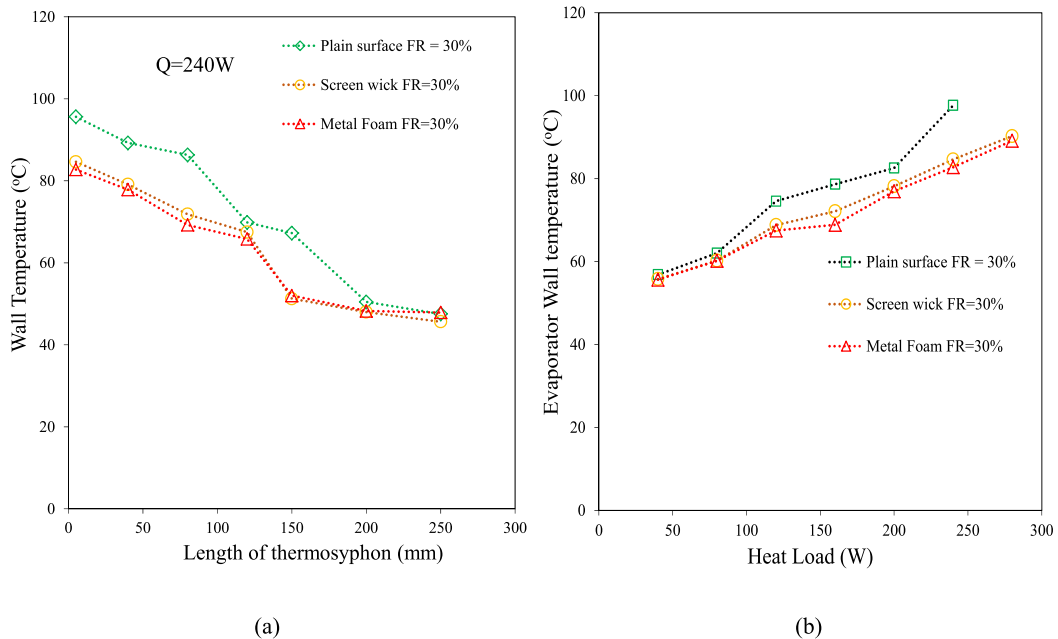 120
100
80
60
40
20
0
0 50 100 150 200 250 300
Wall Temperature (°C)
Length of thermosyphon (mm)
Q=240W
Plain surface FR = 30%
Screen wick FR=30%
Metal Foam FR=30%
(a)
120
100
80
60
40
20
0
0 50 100 150 200 250 300
Evaporator Wall temperature (°C)
Heat Load (W)
Plain surface FR = 30%
Screen wick FR=30%
Metal Foam FR=30%
(b)